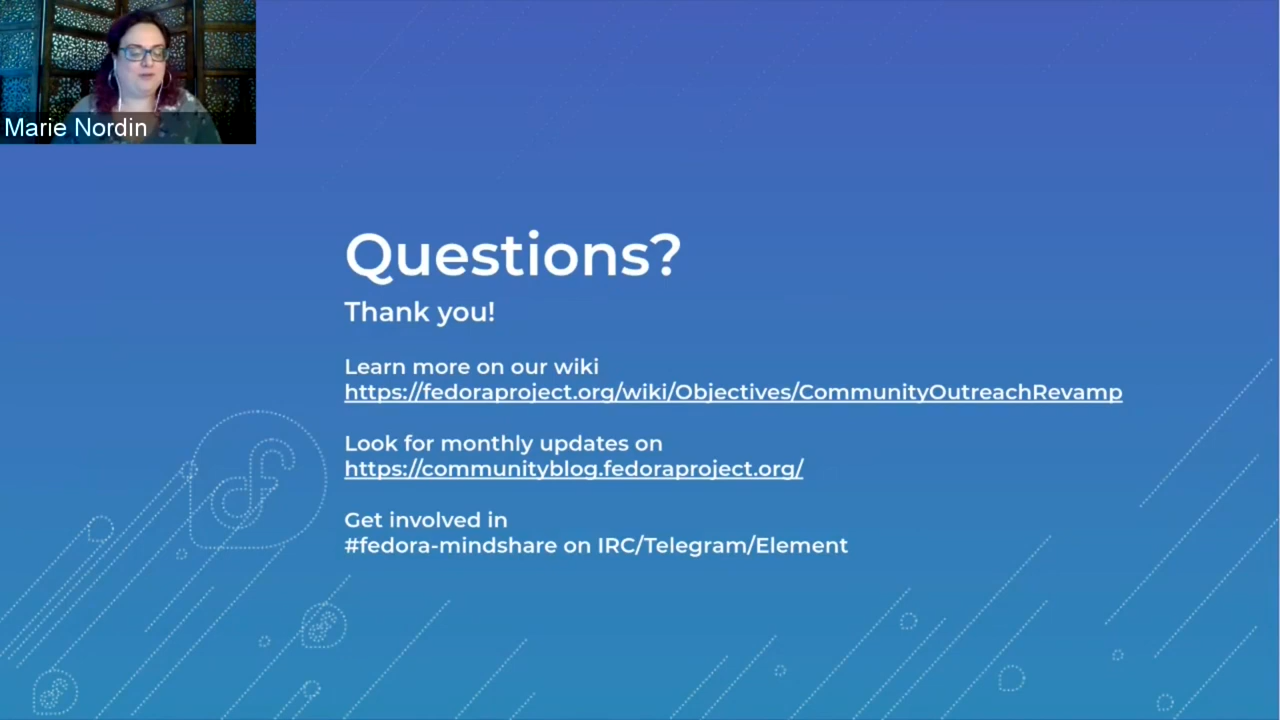 Marie Nordin
Questions?
Thank you!
Learn more on our wiki
https://fedoraproject.org/wiki/Objectives/CommunityOutreachRevamp
Look for monthly updates on
https://communityblog.fedoraproject.org/
Get involved in
#fedora-mindshare on IRC/Telegram/Element